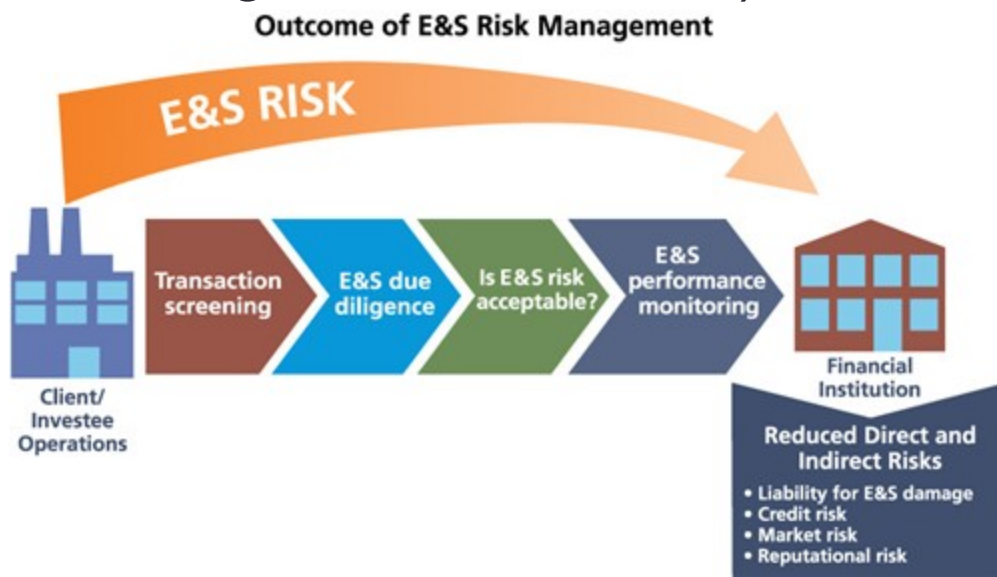 Outcome of E&S Risk Management
E&S RISK
Transaction
screening
E&S due
diligence
Is E&S risk
acceptable?
E&S
performance
monitoring
Client/
Investee
Operations
Financial
Institution
Reduced Direct and
Indirect Risks
• Liability for E&S damage
• Credit risk
• Market risk
• Reputational risk